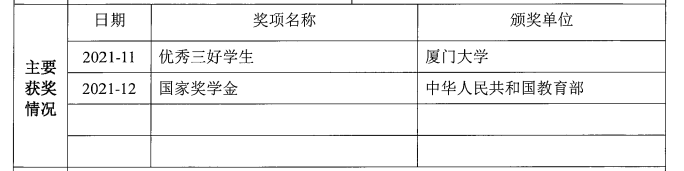 日期 奖项名称 颁奖单位
2021-11 优秀三好学生 厦门大学
主要
获奖
情况
2021-12 国家奖学金 中华人民共和国教育部